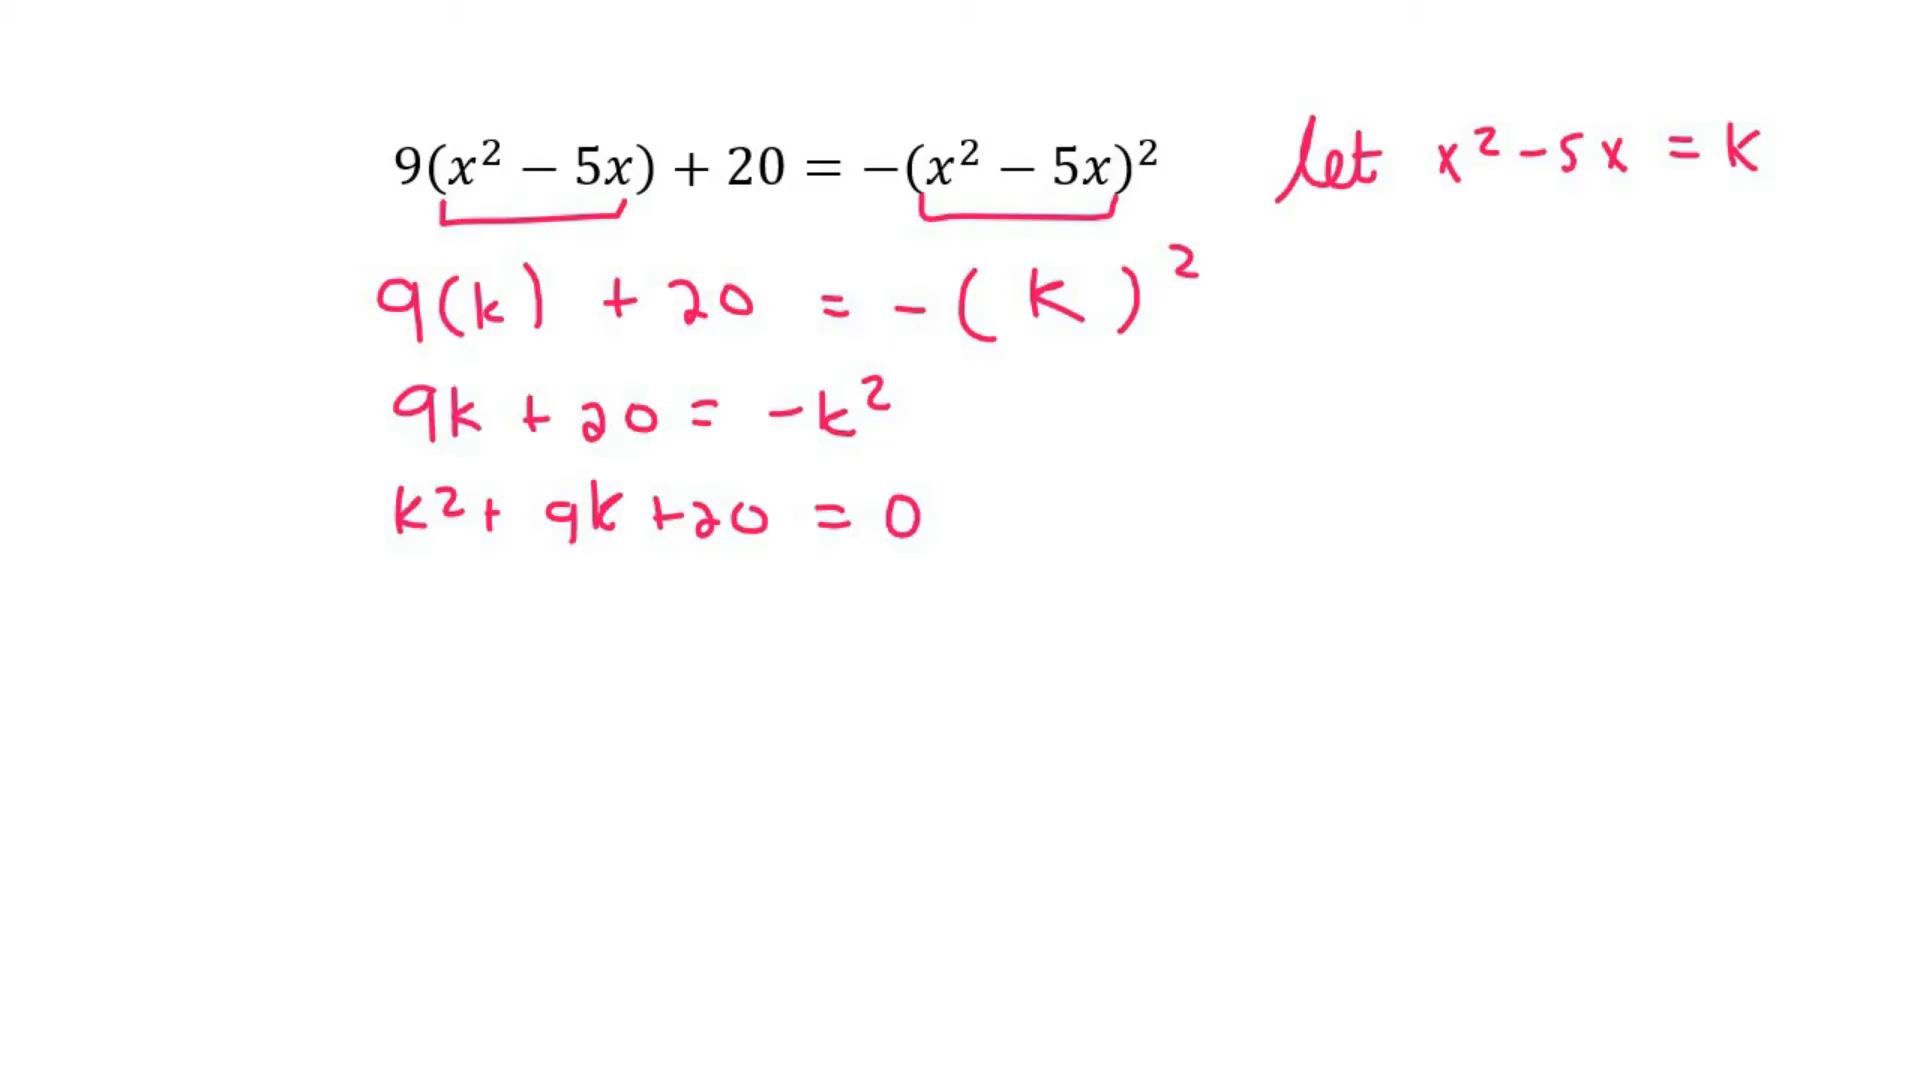 9(x² − 5x) + 20 = −(x² − 5x)² let x² - 5x = k
9(k) + 20 = - (k)²
9k + 20 = -k²
k² + 9k + 20 = 0